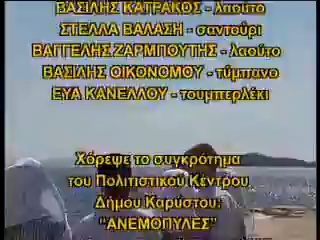 ΒΑΣΙΛΗΣ ΚΑΤΡΑΚΟΣ - λαούτο
ΣΤΕΛΛΑ ΒΑΛΑΣΗ - σαντούρι
ΒΑΓΓΕΛΗΣ ΖΑΡΜΠΟΥΤΗΣ - λαούτο
ΒΑΣΙΛΗΣ ΟΙΚΟΝΟΜΟΥ - τύμπανο
ΕΥΑ ΚΑΝΕΛΛΟΥ - τουμπερλέκι
Χόρεψε το συγκρότημα
του Πολιτιστικού Κέντρου
Δήμου Καρύστου:
"ΑΝΕΜΟΠΥΛΕΣ"